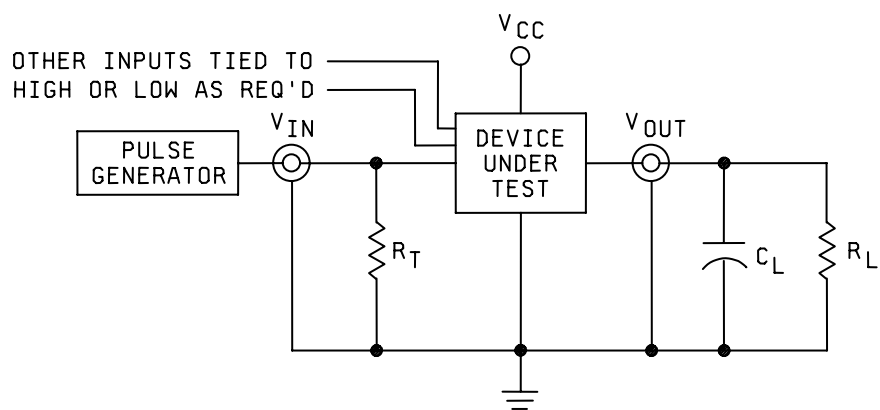 VCC
OTHER INPUTS TIED TO
HIGH OR LOW AS REQ'D
VIN
VOUT
PULSE
GENERATOR
DEVICE
UNDER
TEST
RT
CL
RL